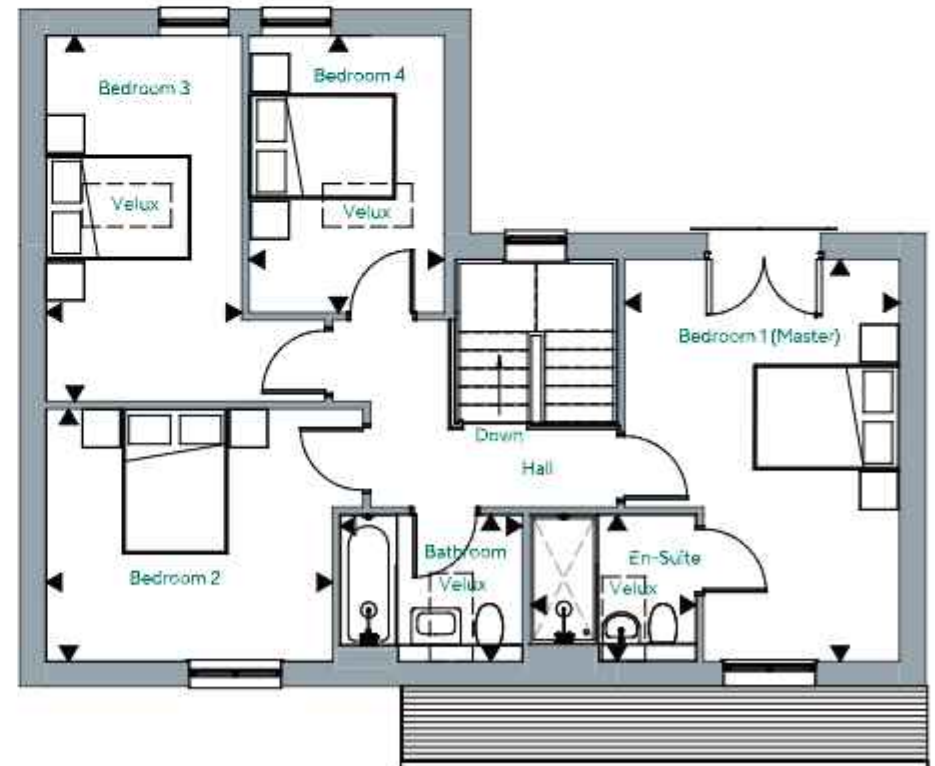 Bedroom 3
Bedroom 4
Velux
Velux
Bedroom 1 (Master)
Down
Hall
Bathroom
En-Suite
Bedroom 2
Velux
Velux